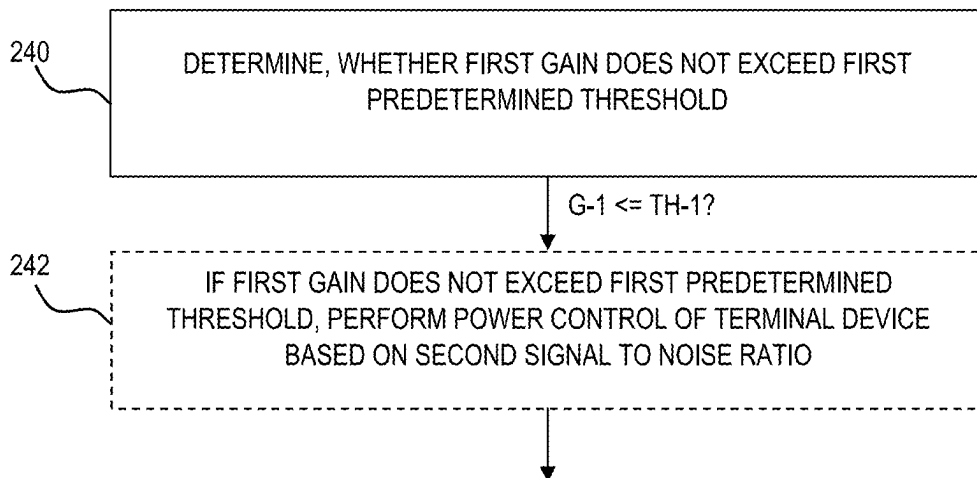 240
DETERMINE, WHETHER FIRST GAIN DOES NOT EXCEED FIRST
PREDETERMINED THRESHOLD
G-1 <= TH-1?
242
IF FIRST GAIN DOES NOT EXCEED FIRST PREDETERMINED
THRESHOLD, PERFORM POWER CONTROL OF TERMINAL DEVICE
BASED ON SECOND SIGNAL TO NOISE RATIO